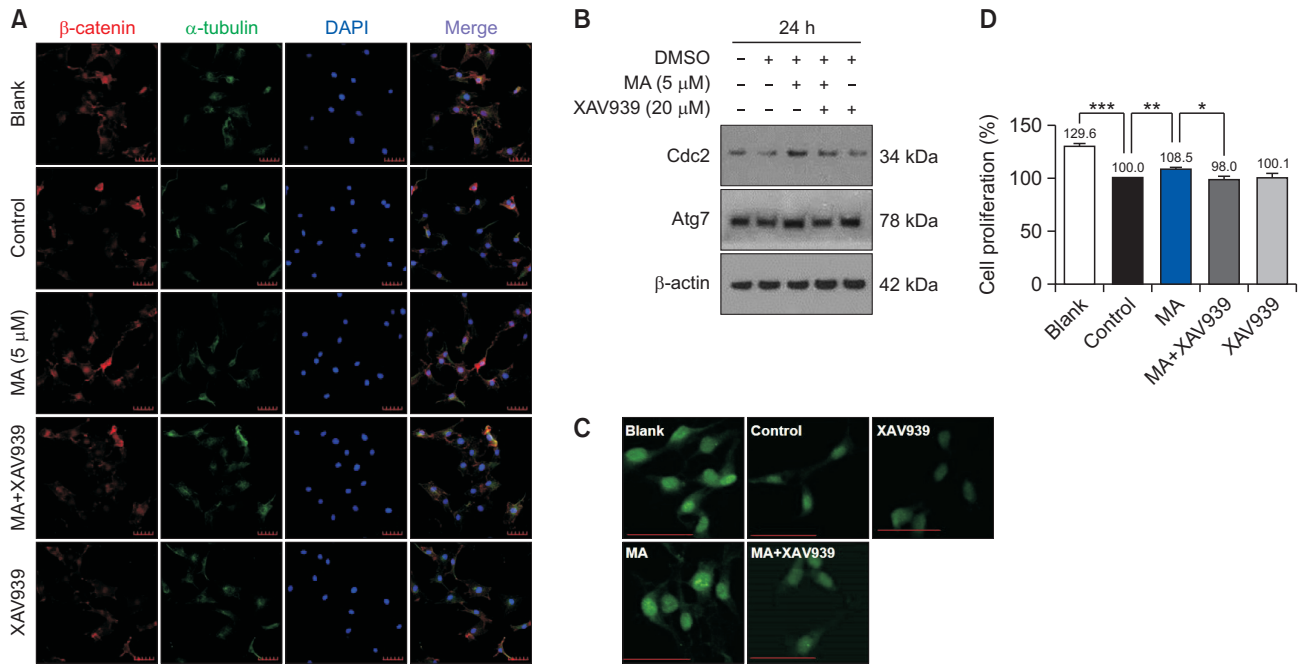 A
β-catenin α-tubulin DAPI Merge
Blank
Control
MA (5 μM)
MA+XAV939
XAV939
B
24 h
DMSO - + + + +
MA (5 μM) - - + + -
XAV939 (20 μM) - - - + +
Cdc2 34 kDa
Atg7 78 kDa
β-actin 42 kDa
C
Blank Control XAV939
MA MA+XAV939
D
Cell proliferation (%)
150
100
50
0
*** ** *
129.6 100.0 108.5 98.0 100.1
Blank Control MA MA+XAV939 XAV939